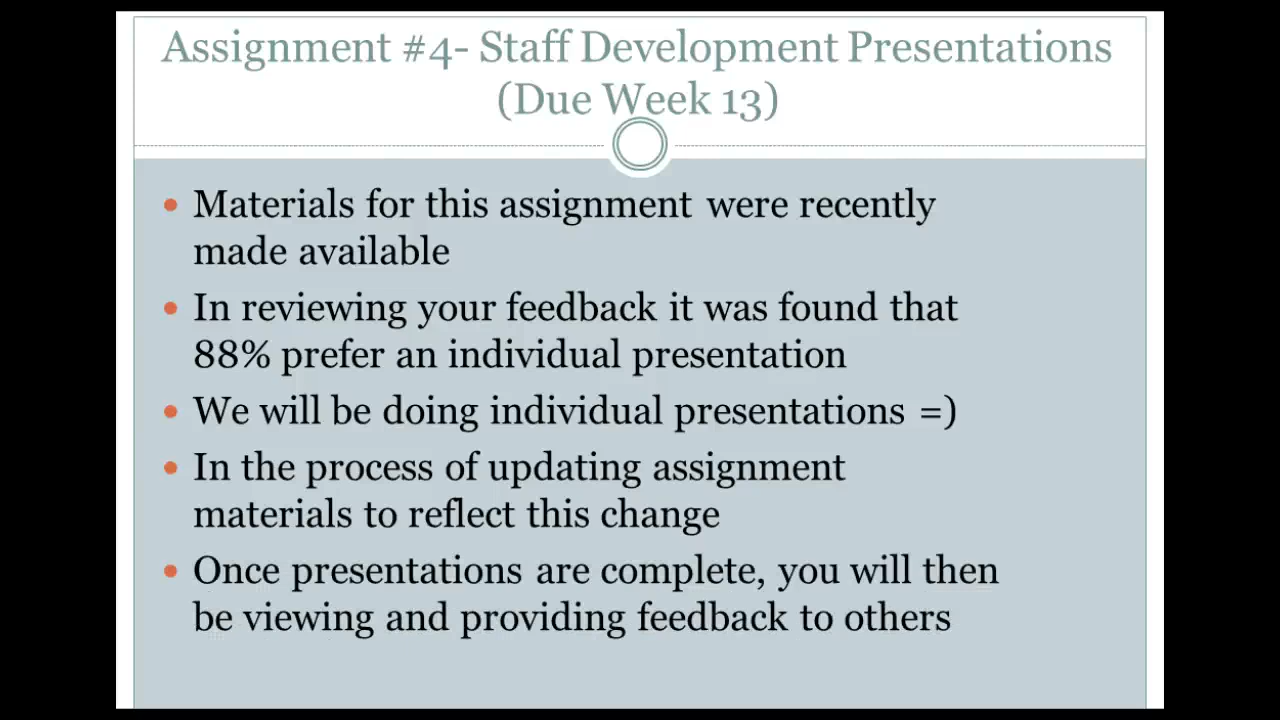 Assignment #4- Staff Development Presentations
(Due Week 13)
• Materials for this assignment were recently
made available
• In reviewing your feedback it was found that
88% prefer an individual presentation
• We will be doing individual presentations =)
• In the process of updating assignment
materials to reflect this change
• Once presentations are complete, you will then
be viewing and providing feedback to others